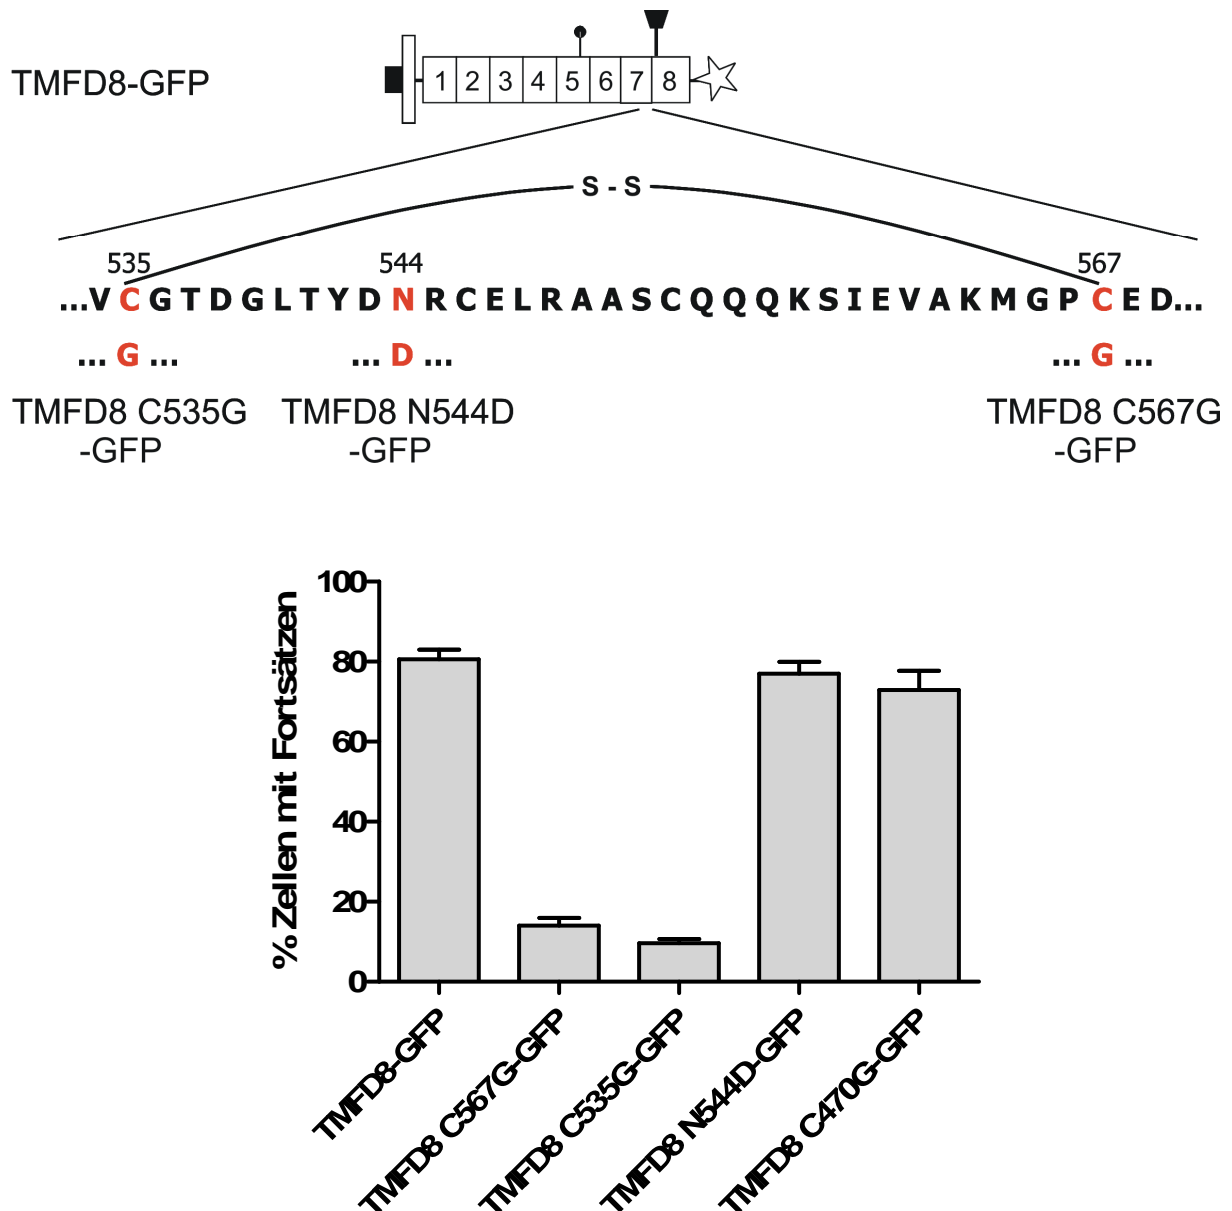 TMFD8-GFP
1 2 3 4 5 6 7 8
S - S
535 544 567
...V C G T D G L T Y D N R C E L R A A S C Q Q Q K S I E V A K M G P C E D...
... G ... ... D ... ... G ...
TMFD8 C535G TMFD8 N544D TMFD8 C567G
-GFP -GFP -GFP
% Zellen mit Fortsätzen
100
80
60
40
20
0
TMFD8-GFP
TMFD8 C567G-GFP
TMFD8 C535G-GFP
TMFD8 N544D-GFP
TMFD8 C470G-GFP